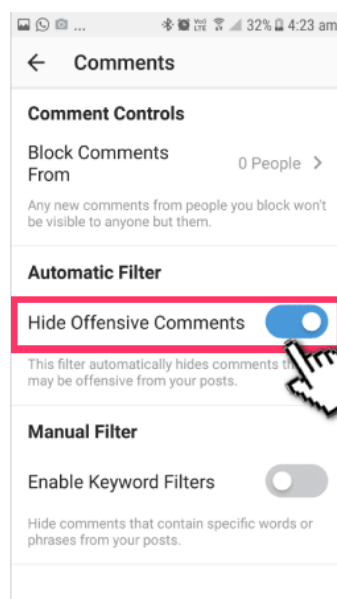 ... Vo) LTE 32% 4:23 am
Comments
Comment Controls
Block Comments
From
0 People
Any new comments from people you block won't
be visible to anyone but them.
Automatic Filter
Hide Offensive Comments
This filter automatically hides comments
may be offensive from your posts.
Manual Filter
Enable Keyword Filters
Hide comments that contain specific words or
phrases from your posts.